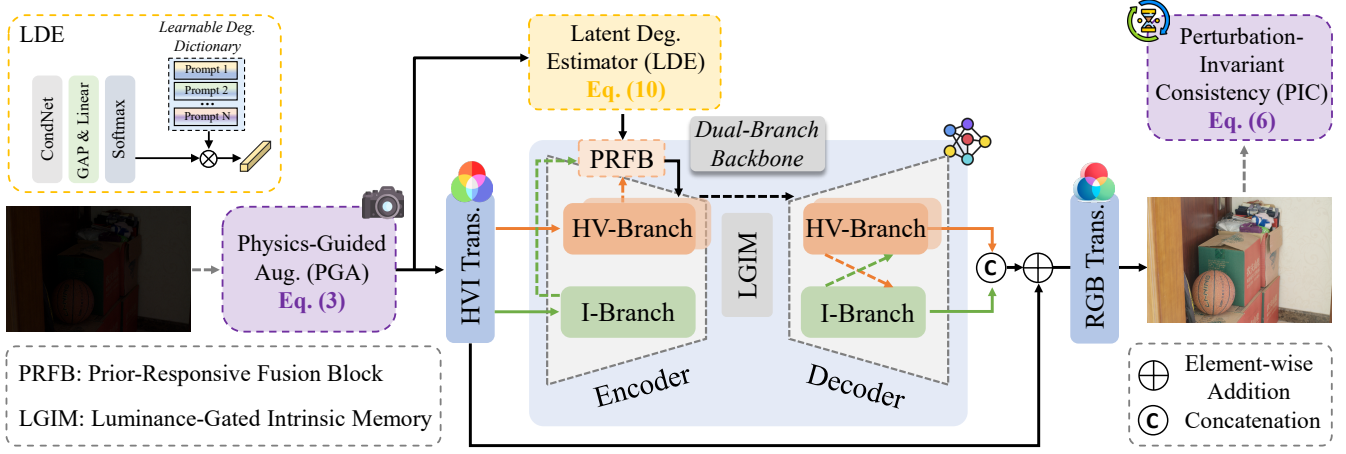 LDE
Learnable Deg.
Dictionary
Prompt 1
Prompt 2
...
Prompt N
CondNet
GAP & Linear
Softmax
Latent Deg.
Estimator (LDE)
Eq. (10)
Perturbation-
Invariant
Consistency (PIC)
Eq. (6)
Dual-Branch
Backbone
PRFB
Physics-Guided
Aug. (PGA)
Eq. (3)
HVI Trans.
HV-Branch
I-Branch
Encoder
LGIM
HV-Branch
I-Branch
Decoder
C
RGB Trans.
PRFB: Prior-Responsive Fusion Block
LGIM: Luminance-Gated Intrinsic Memory
Element-wise
Addition
C
Concatenation